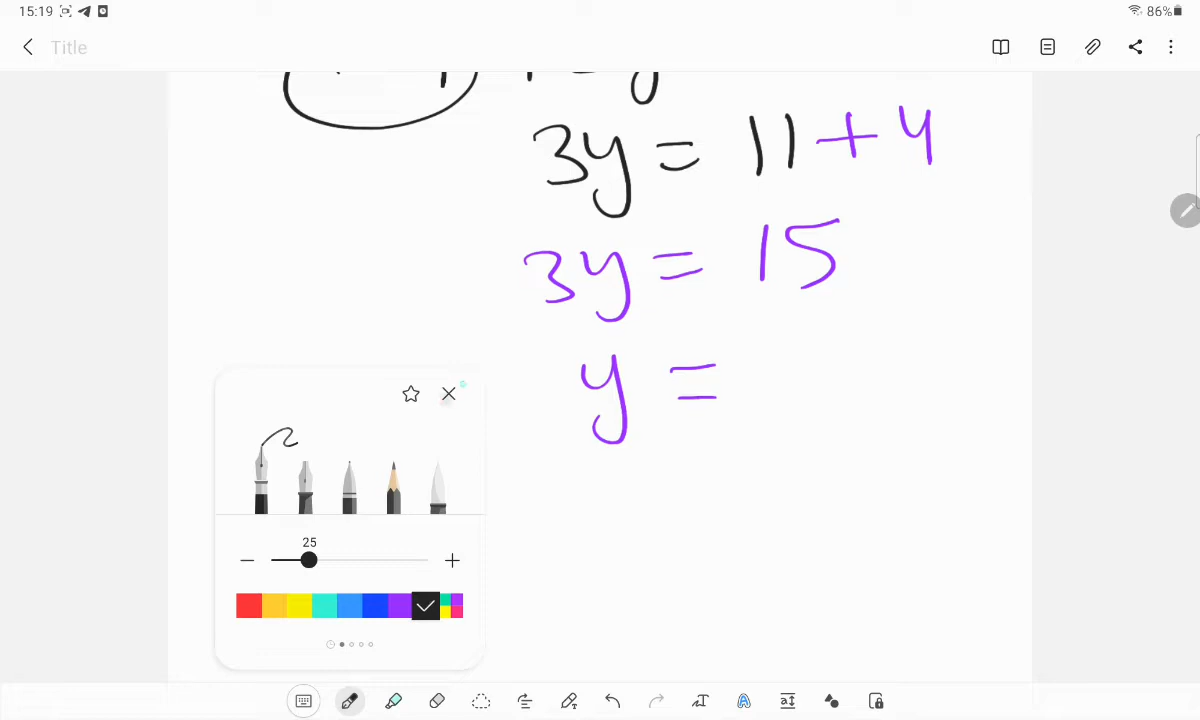 15:19 86%
Title
3y = 11 + 4
3y = 15
y =
25